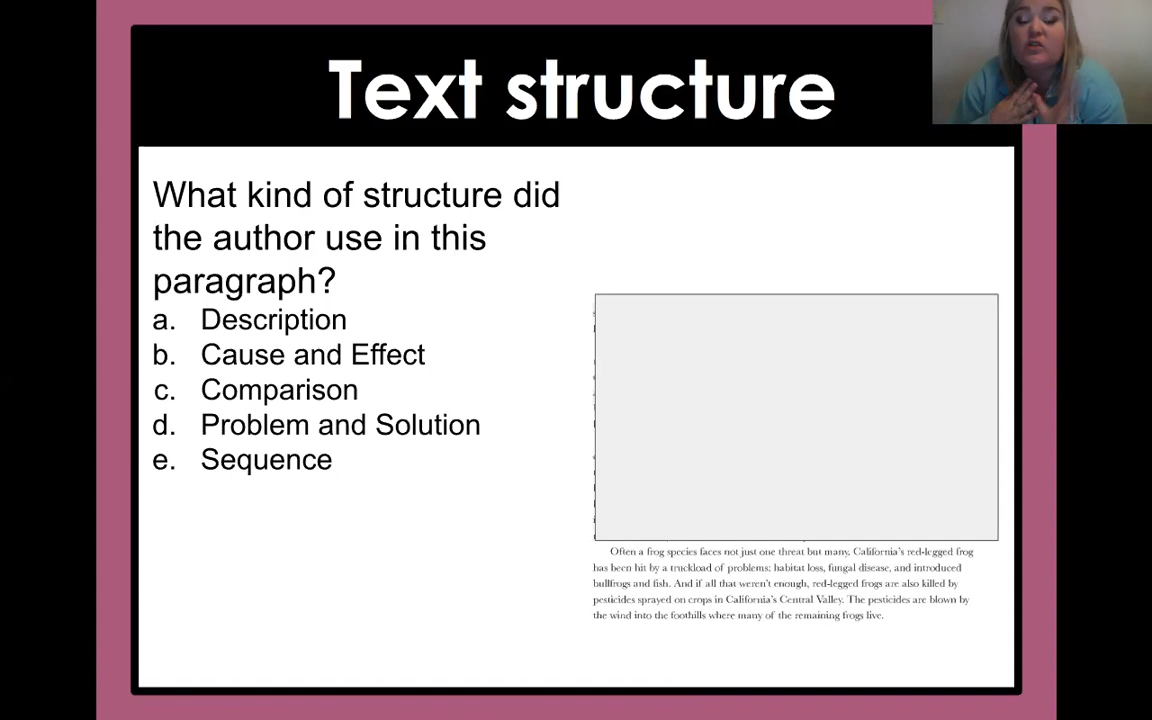 Text structure
What kind of structure did
the author use in this
paragraph?
a. Description
b. Cause and Effect
c. Comparison
d. Problem and Solution
e. Sequence
Often a frog species faces not just one threat but many. California's red-legged frog
has been hit by a truckload of problems: habitat loss, fungal disease, and introduced
bullfrogs and fish. And if all that weren't enough, red-legged frogs are also killed by
pesticides sprayed on crops in California's Central Valley. The pesticides are blown by
the wind into the foothills where many of the remaining frogs live.